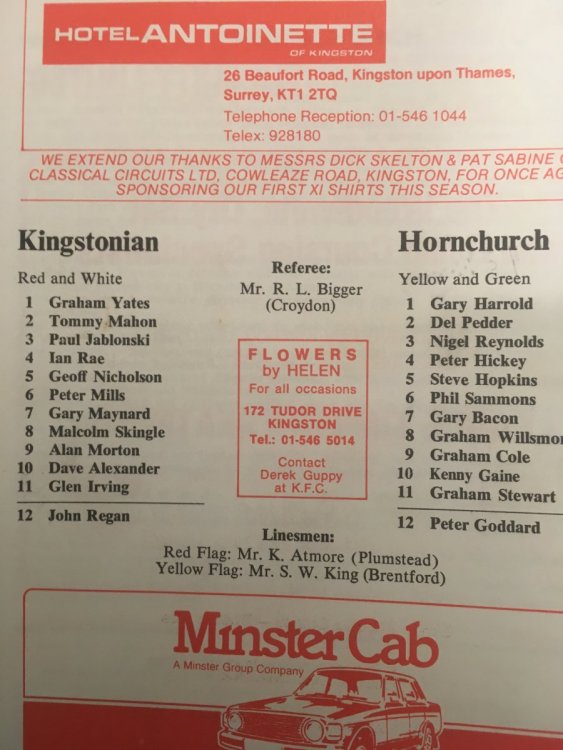 HOTEL ANTOINETTE
OF KINGSTON
26 Beaufort Road, Kingston upon Thames,
Surrey, KT1 2TQ
Telephone Reception: 01-546 1044
Telex: 928180
WE EXTEND OUR THANKS TO MESSRS DICK SKELTON & PAT SABINE
CLASSICAL CIRCUITS LTD, COWLEAZE ROAD, KINGSTON, FOR ONCE
SPONSORING OUR FIRST XI SHIRTS THIS SEASON.
Kingstonian
Red and White
1 Graham Yates
2 Tommy Mahon
3 Paul Jablonski
4 Ian Rae
5 Geoff Nicholson
6 Peter Mills
7 Gary Maynard
8 Malcolm Skingle
9 Alan Morton
10 Dave Alexander
11 Glen Irving
12 John Regan
Referee:
Mr. R. L. Bigger
(Croydon)
FLOWERS
by HELEN
For all occasions
172 TUDOR DRIVE
KINGSTON
Tel.: 01-546 5014
Contact
Derek Guppy
at K.F.C.
Hornchurch
Yellow and Green
1 Gary Harrold
2 Del Pedder
3 Nigel Reynolds
4 Peter Hickey
5 Steve Hopkins
6 Phil Sammons
7 Gary Bacon
8 Graham Willsmo
9 Graham Cole
10 Kenny Gaine
11 Graham Stewart
12 Peter Goddard
Linesmen:
Red Flag: Mr. K. Atmore (Plumstead)
Yellow Flag: Mr. S. W. King (Brentford)
Minster Cab
A Minster Group Company